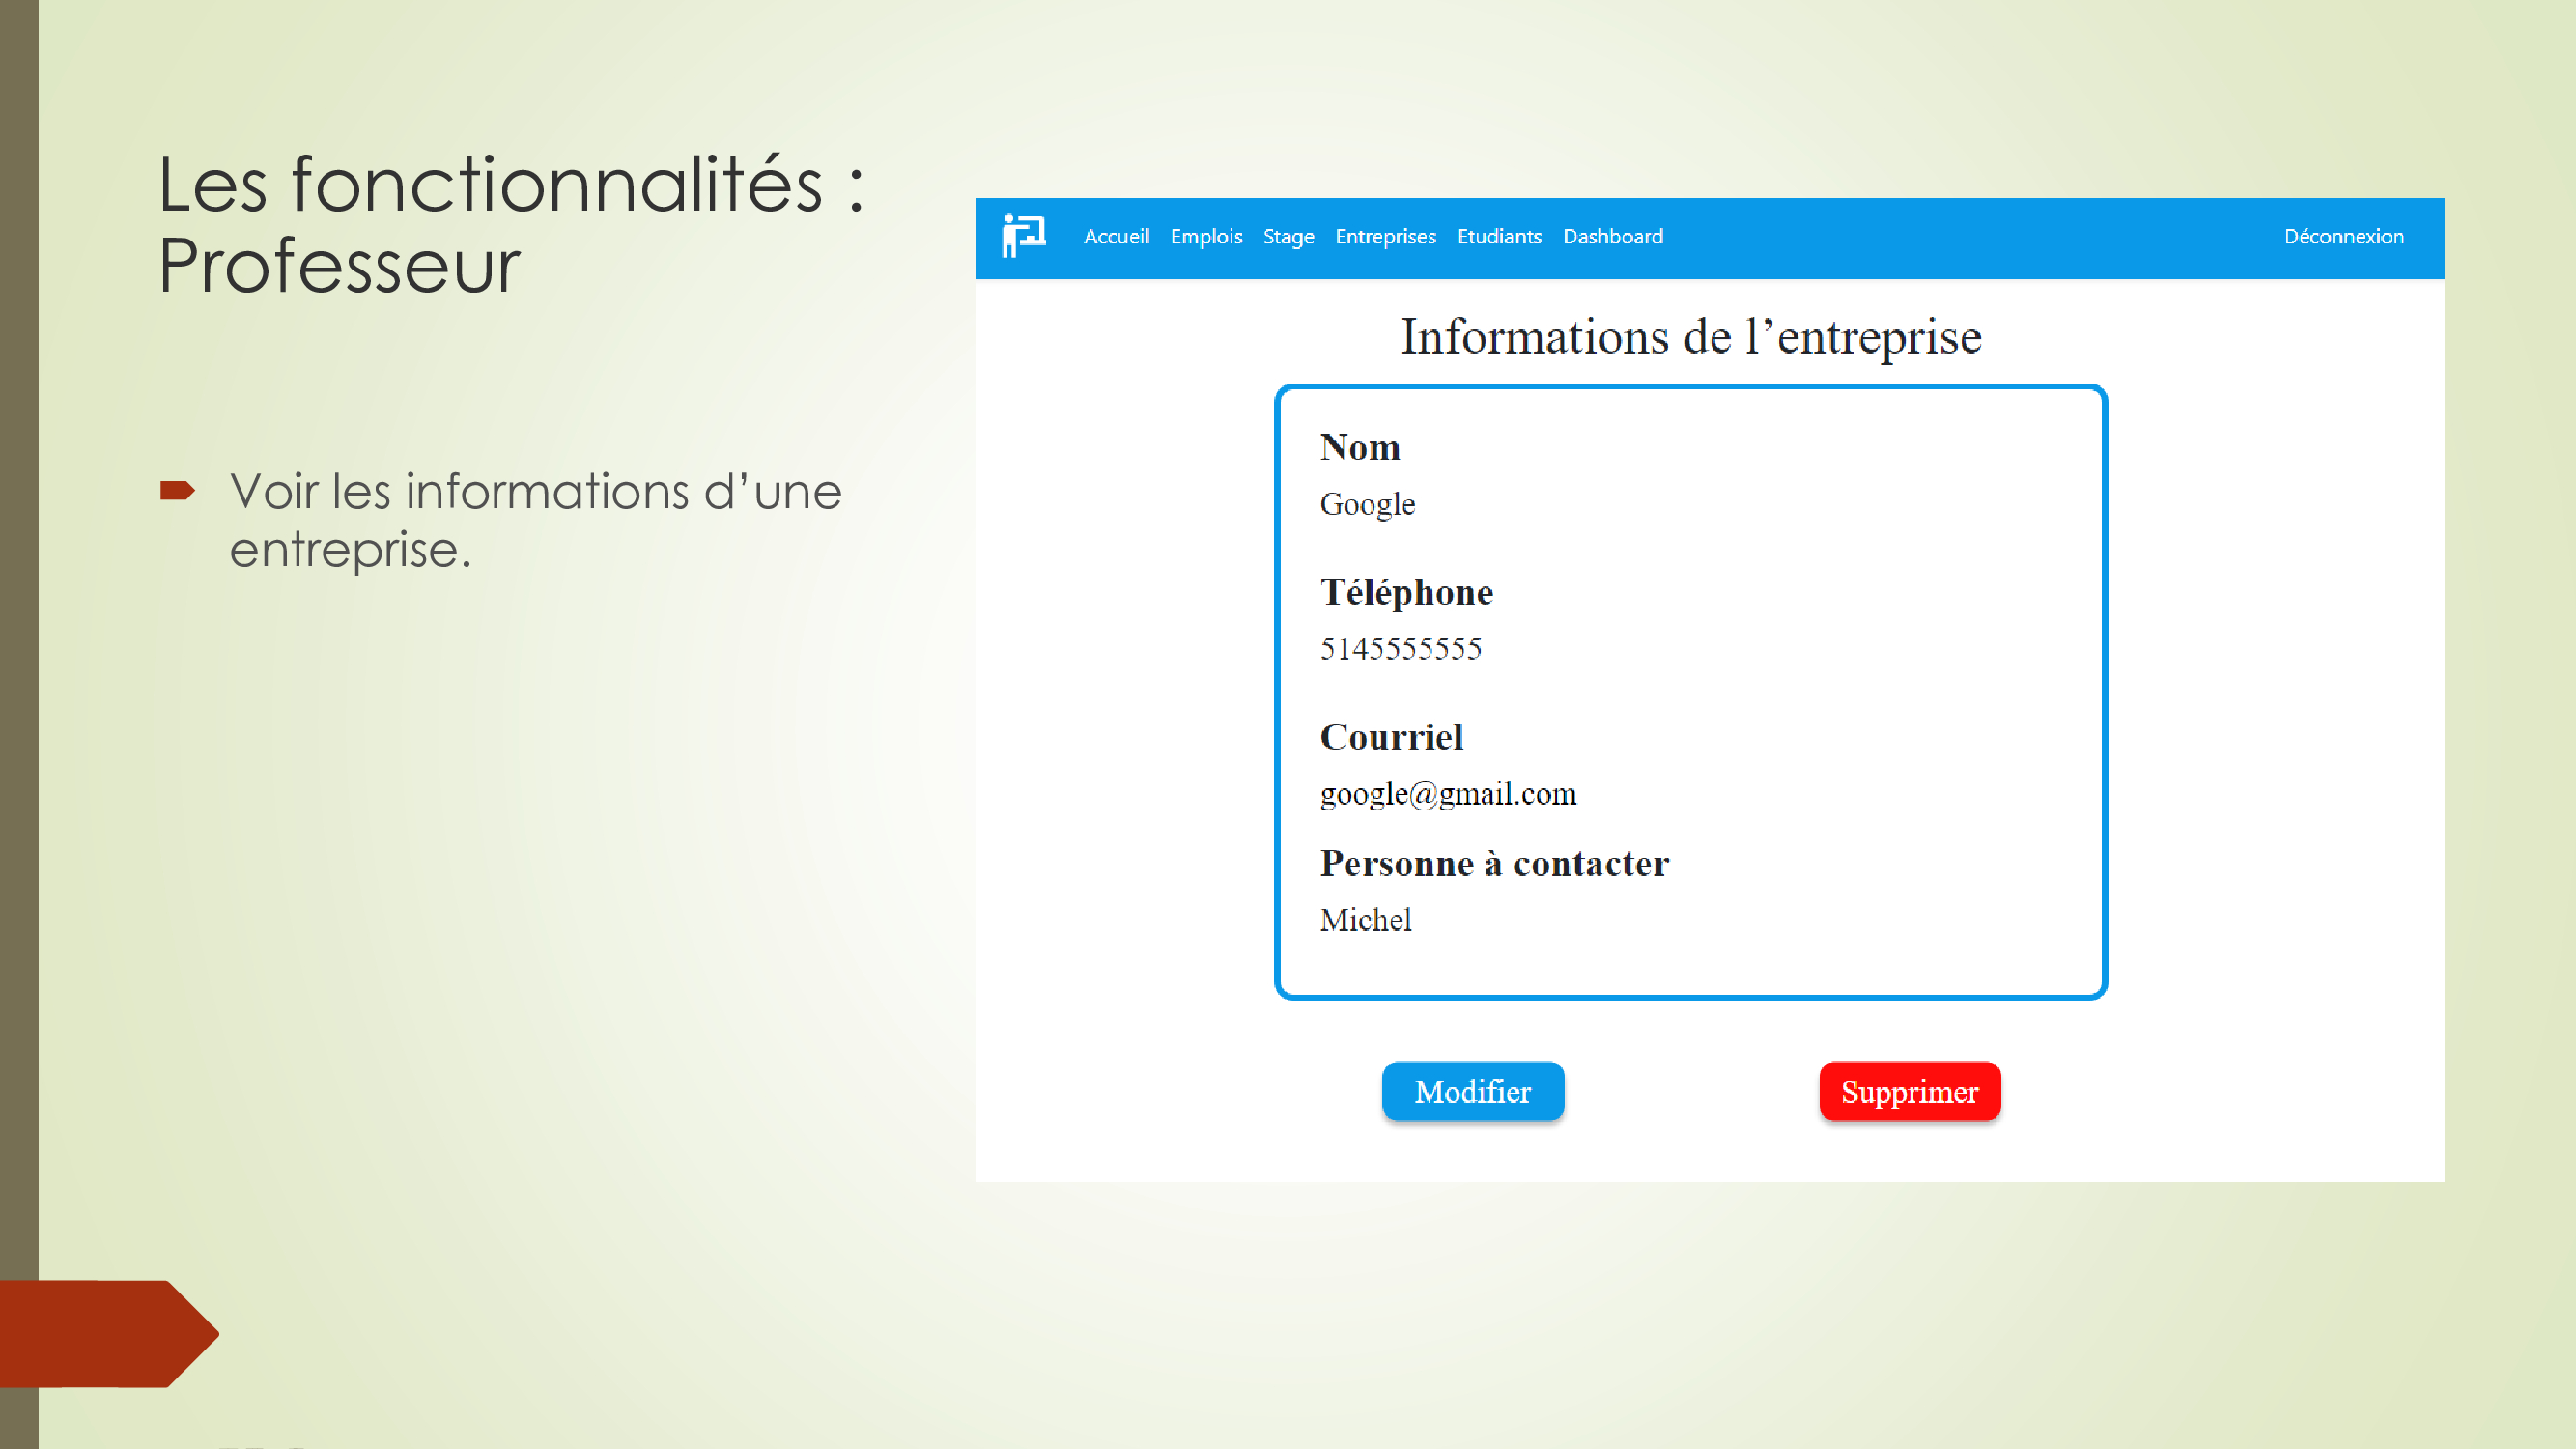 Les fonctionnalités :
Professeur
Voir les informations d’une
entreprise.
Accueil Emplois Stage Entreprises Etudiants Dashboard Déconnexion
Informations de l’entreprise
Nom
Google
Téléphone
5145555555
Courriel
google@gmail.com
Personne à contacter
Michel
Modifier Supprimer